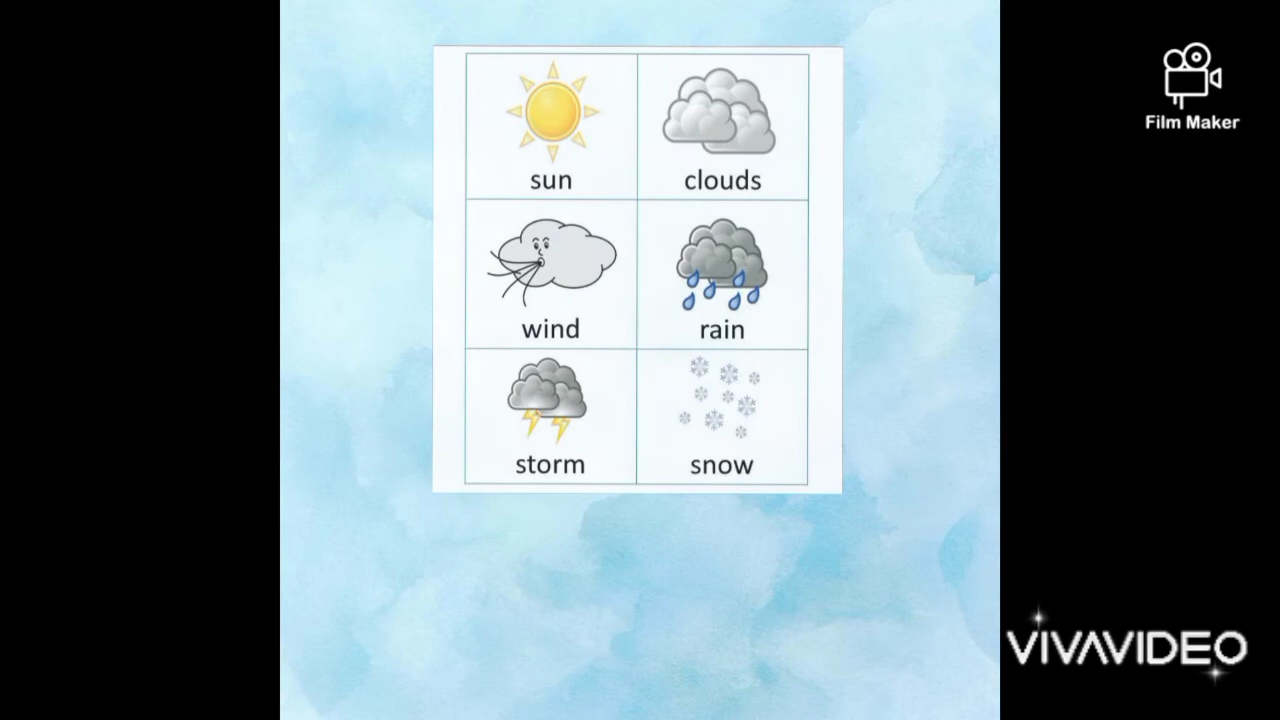 sun
clouds
wind
rain
storm
snow
Film Maker
VIVAVIDEO